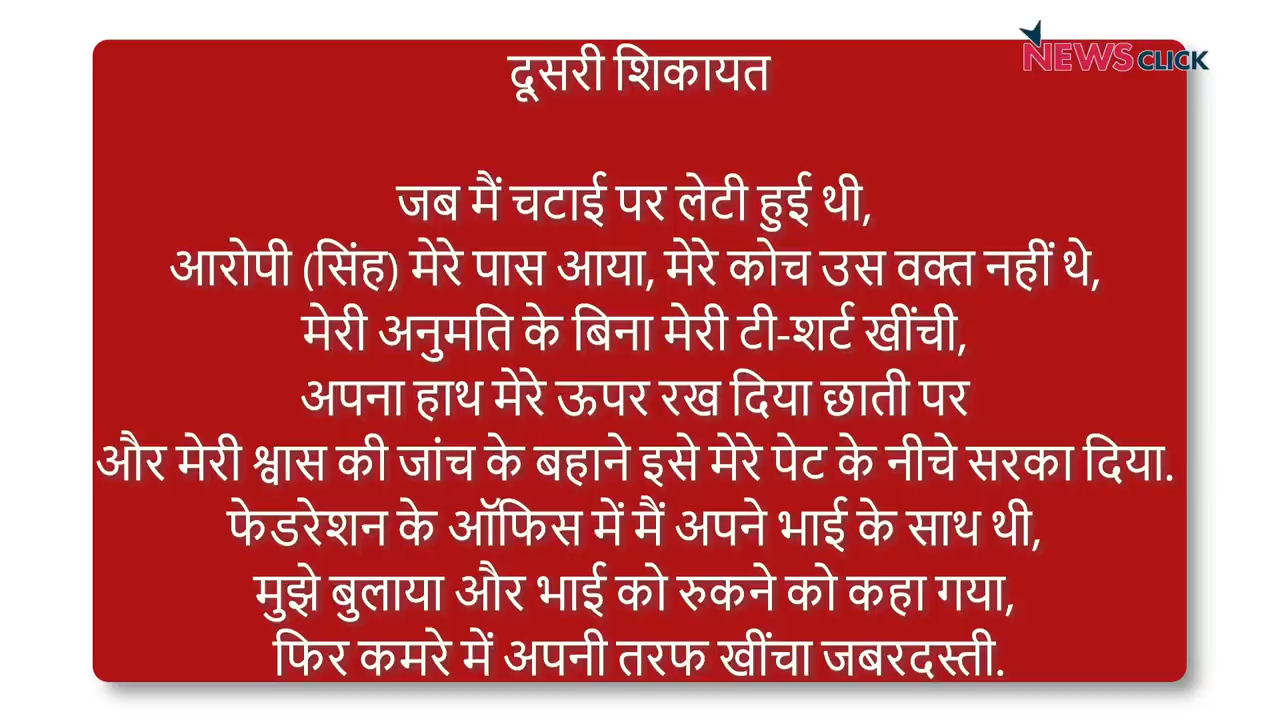 NEWSCLICK
दूसरी शिकायत
जब मैं चटाई पर लेटी हुई थी,
आरोपी (सिंह) मेरे पास आया, मेरे कोच उस वक्त नहीं थे,
मेरी अनुमति के बिना मेरी टी-शर्ट खींची,
अपना हाथ मेरे ऊपर रख दिया छाती पर
और मेरी श्वास की जांच के बहाने इसे मेरे पेट के नीचे सरका दिया.
फेडरेशन के ऑफिस में मैं अपने भाई के साथ थी,
मुझे बुलाया और भाई को रुकने को कहा गया,
फिर कमरे में अपनी तरफ खींचा जबरदस्ती.